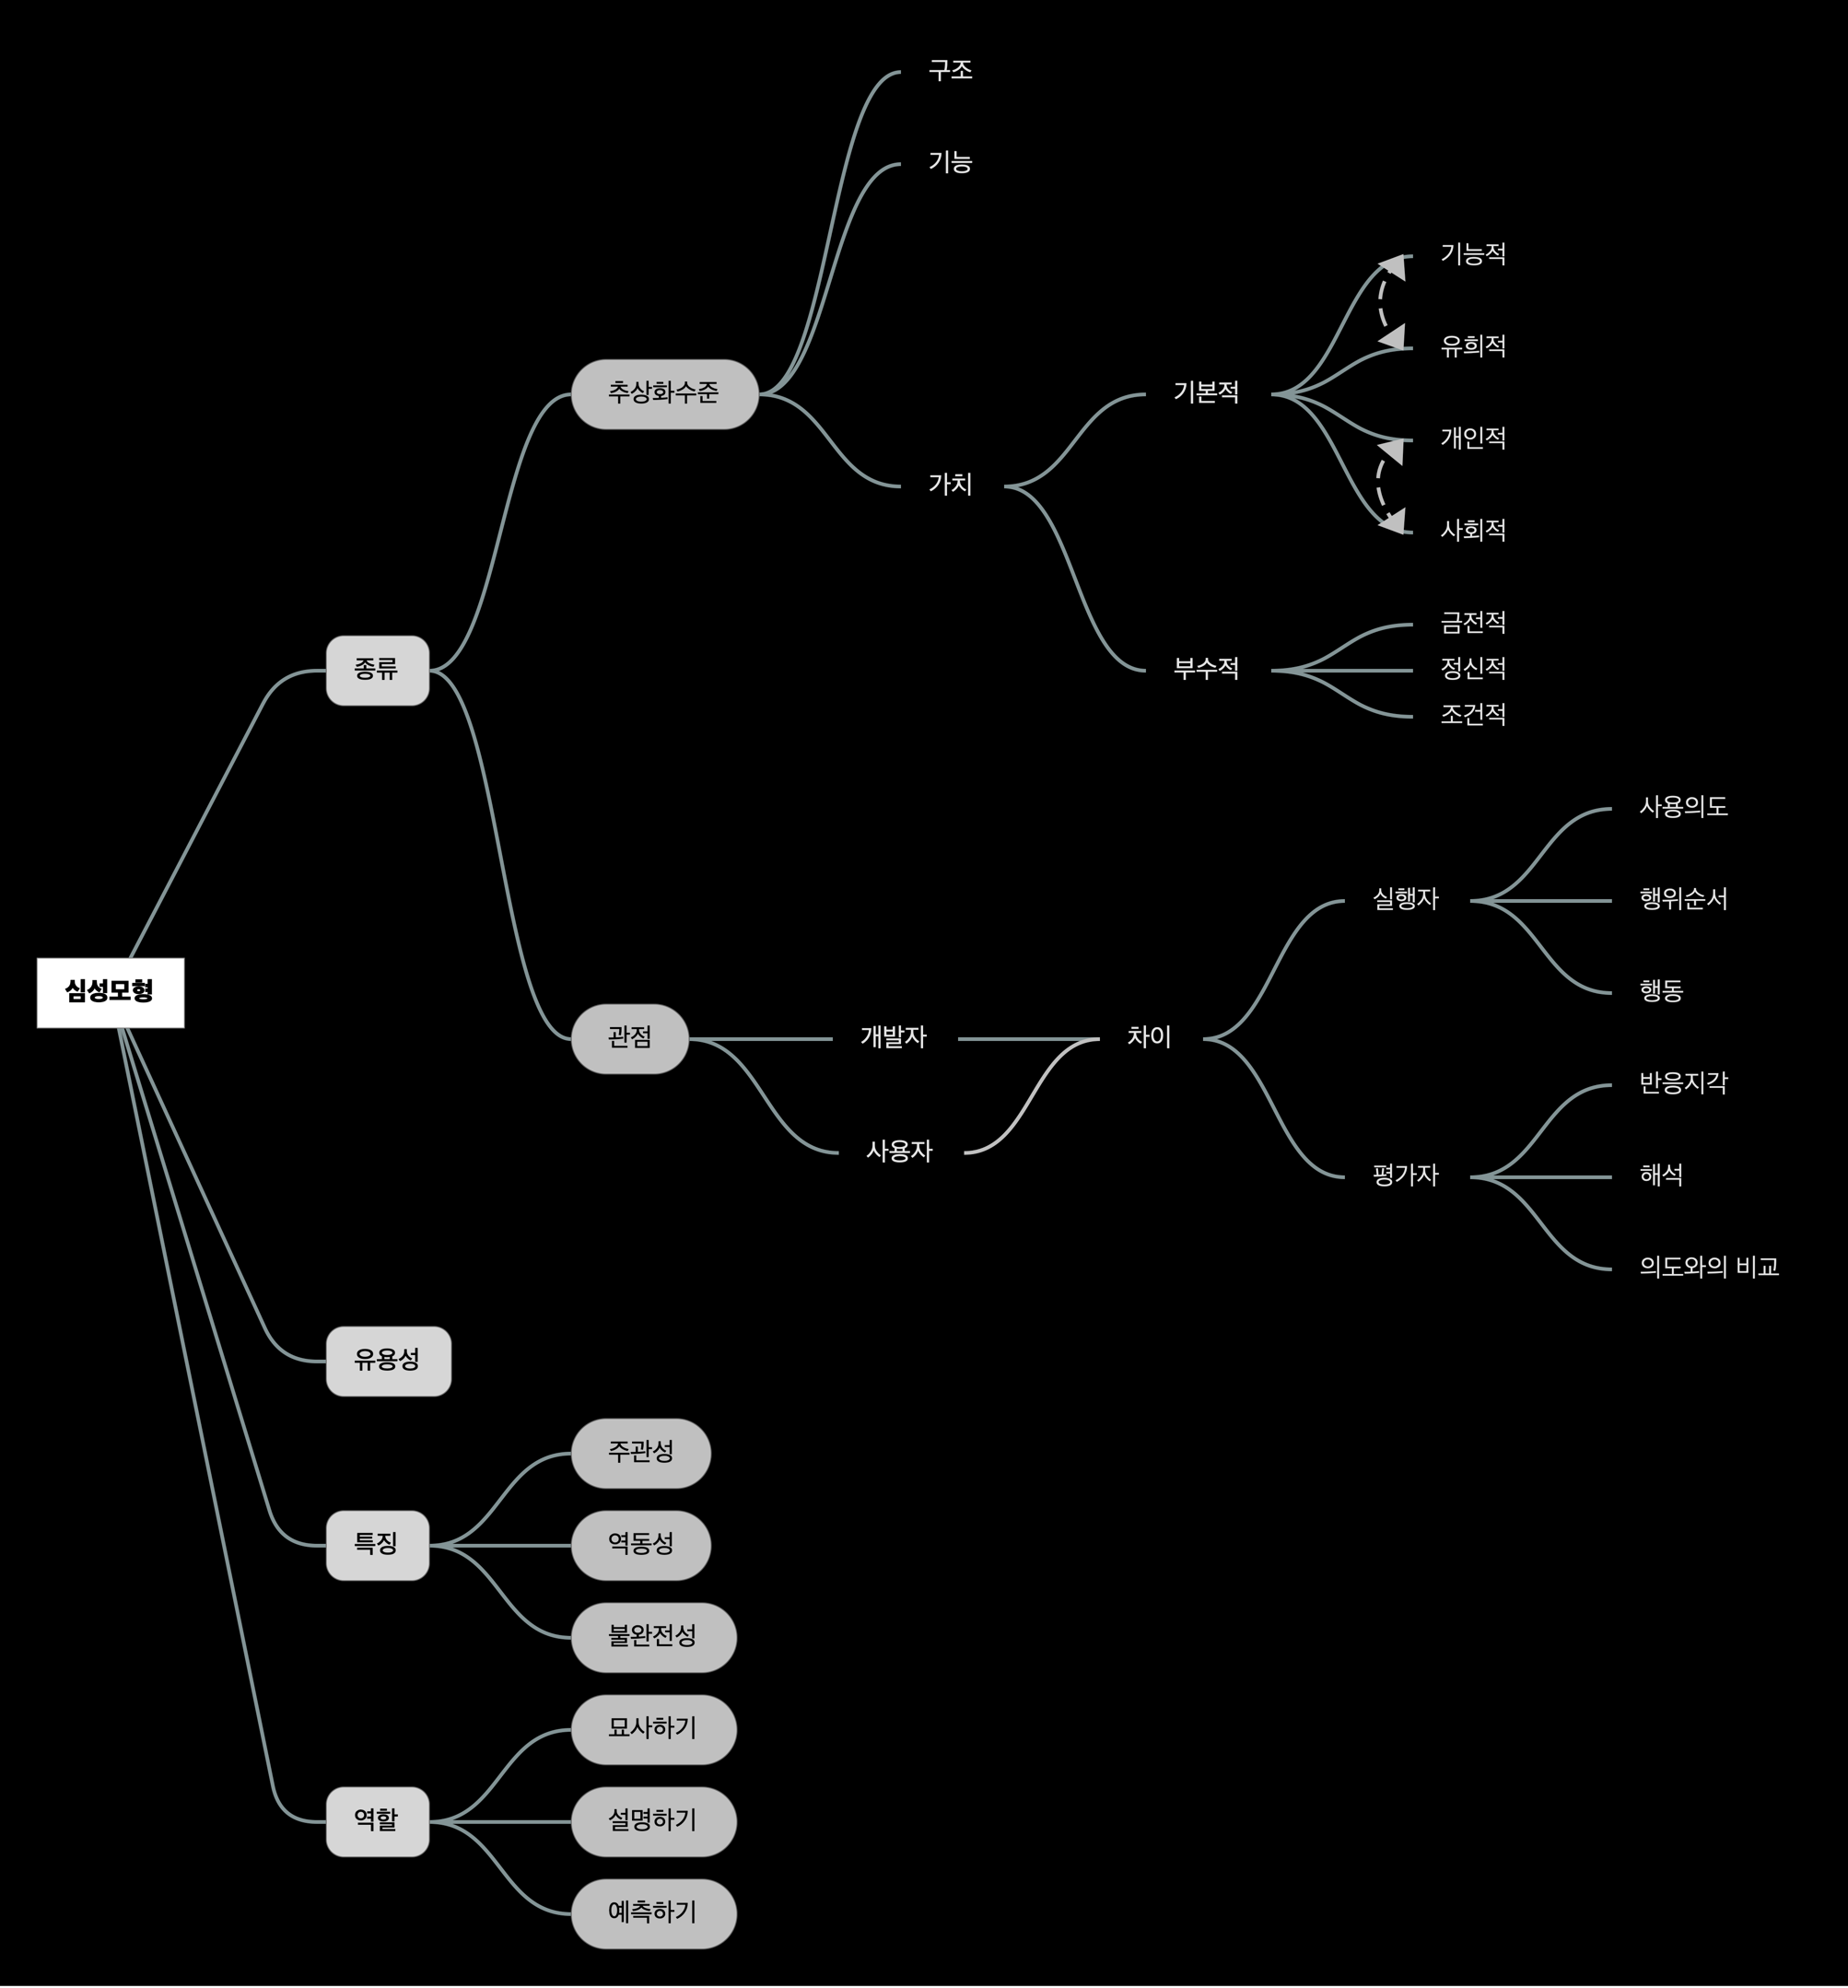 구조
기능
기능적
유희적
추상화수준
기본적
개인적
가치
사회적
금전적
종류
부수적
정신적
조건적
사용의도
실행자
행위순서
심성모형
행동
관점
개발자
차이
반응지각
사용자
평가자
해석
의도와의 비교
유용성
주관성
특징
역동성
불완전성
묘사하기
역할
설명하기
예측하기